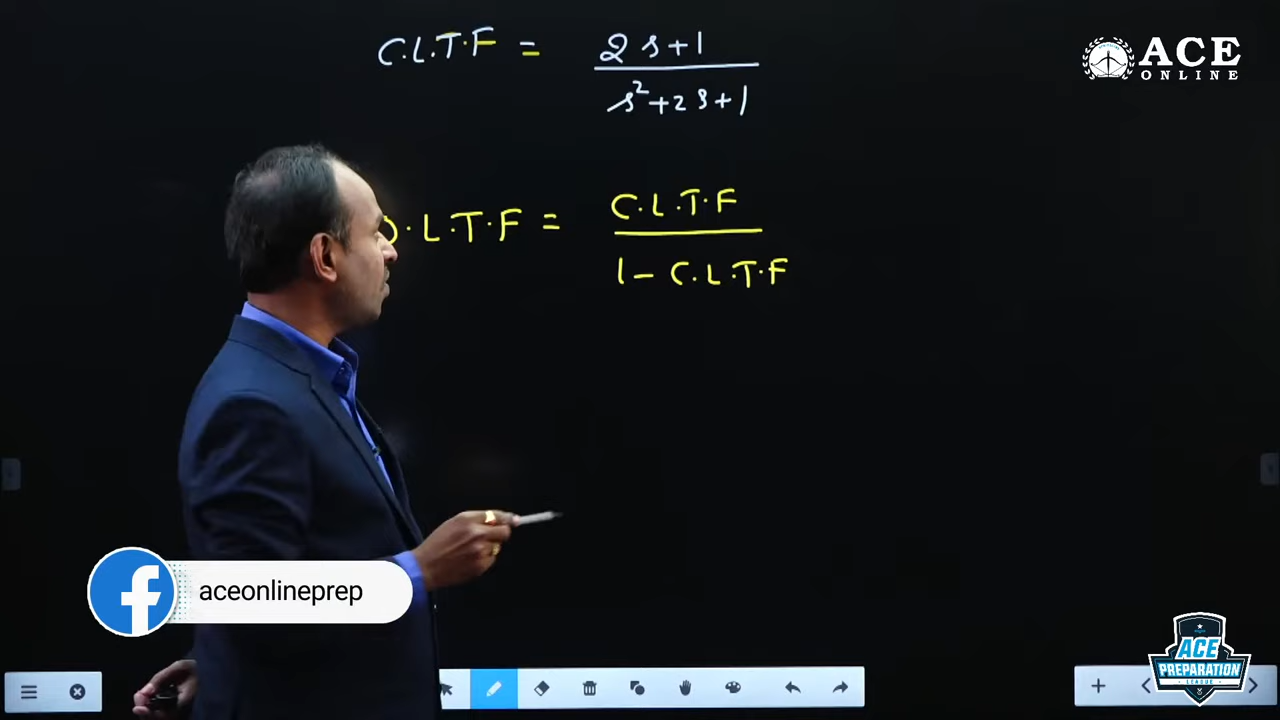 C.L.T.F = 2s+1
s²+2s+1
ACE
ONLINE
O.L.T.F = C.L.T.F
1- C.L.T.F
aceonlineprep
ACE
PREPARATION
LEAGUE